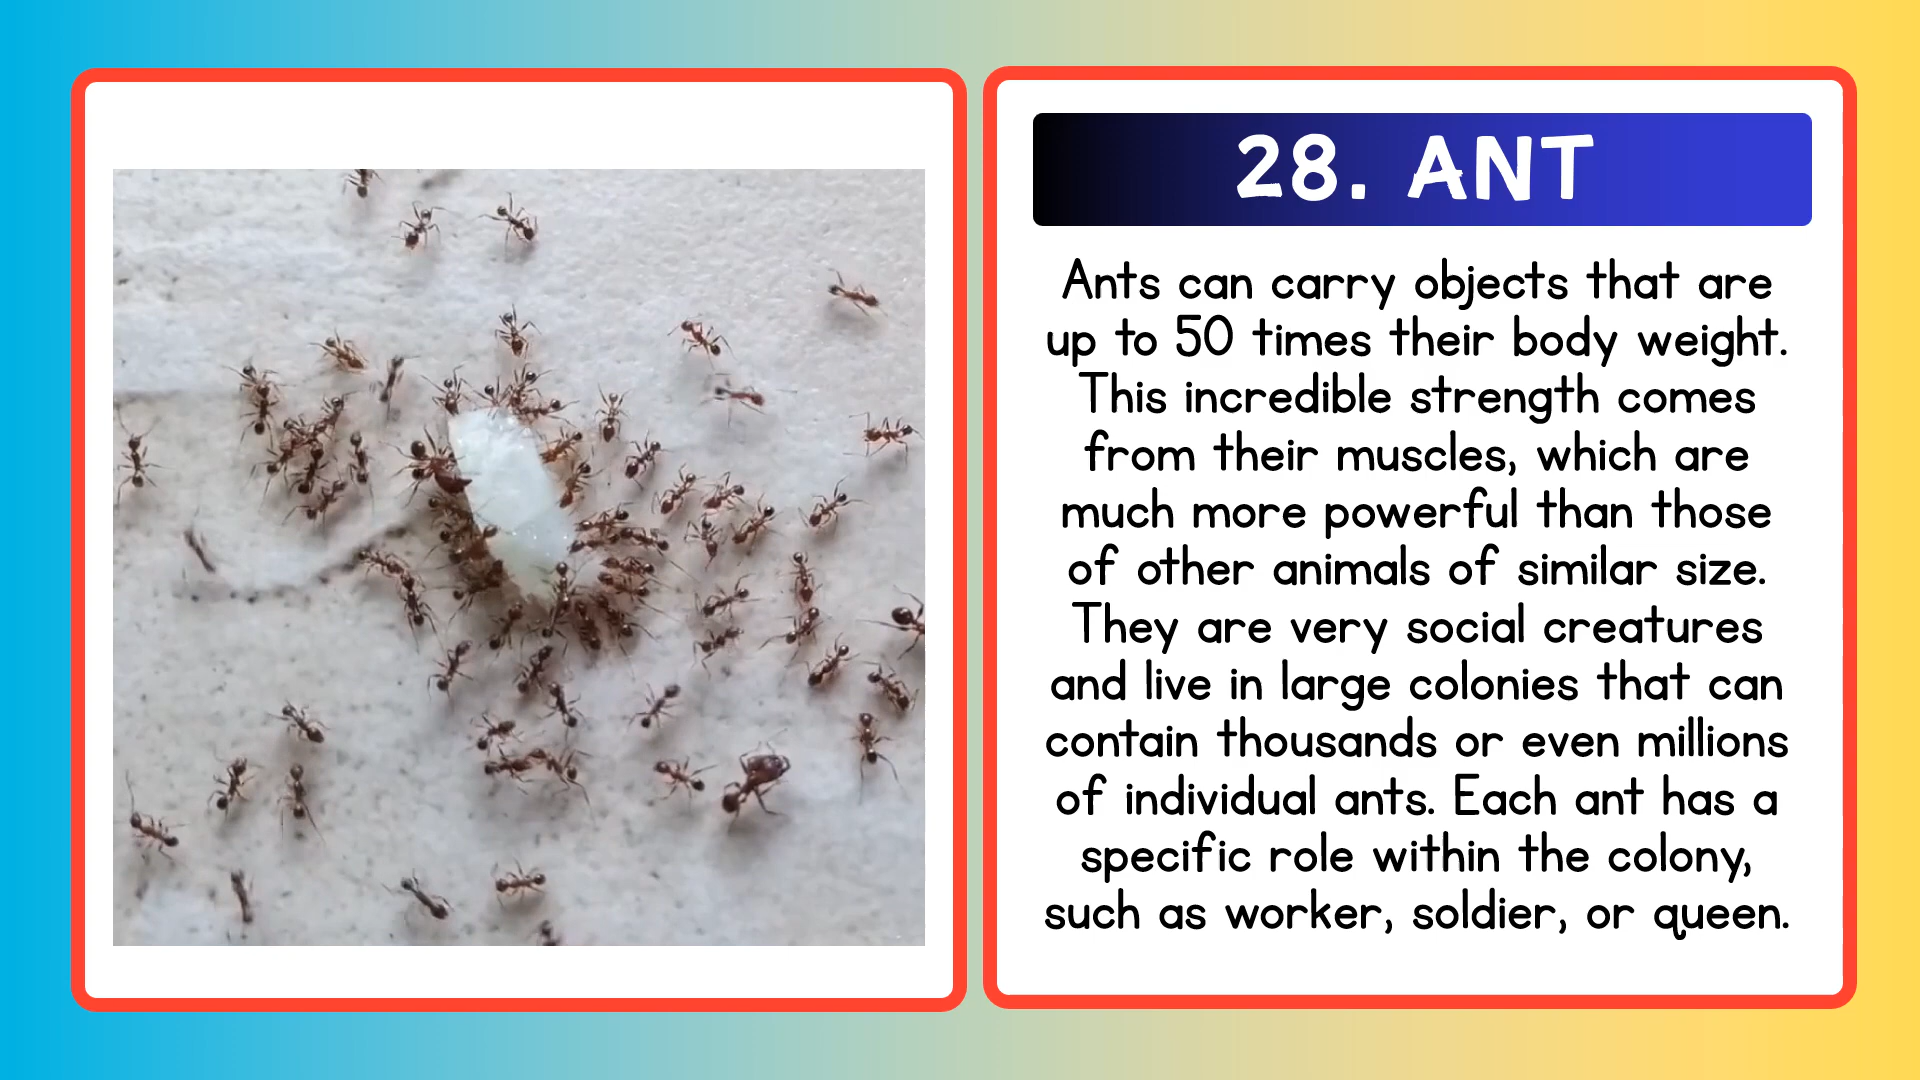 28. ANT
Ants can carry objects that are
up to 50 times their body weight.
This incredible strength comes
from their muscles, which are
much more powerful than those
of other animals of similar size.
They are very social creatures
and live in large colonies that can
contain thousands or even millions
of individual ants. Each ant has a
specific role within the colony,
such as worker, soldier, or queen.